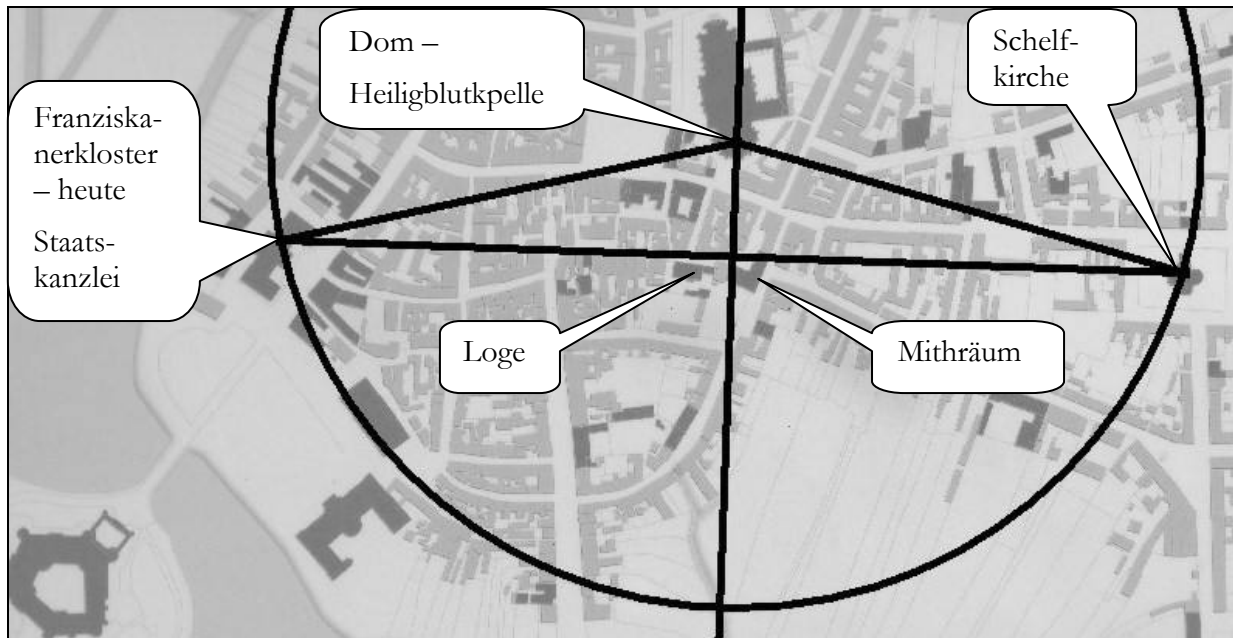 Dom –
Heiligblutkpelle
Schelf-
kirche
Franziska-
nerkloster
– heute
Staats-
kanzlei
Loge
Mithräum